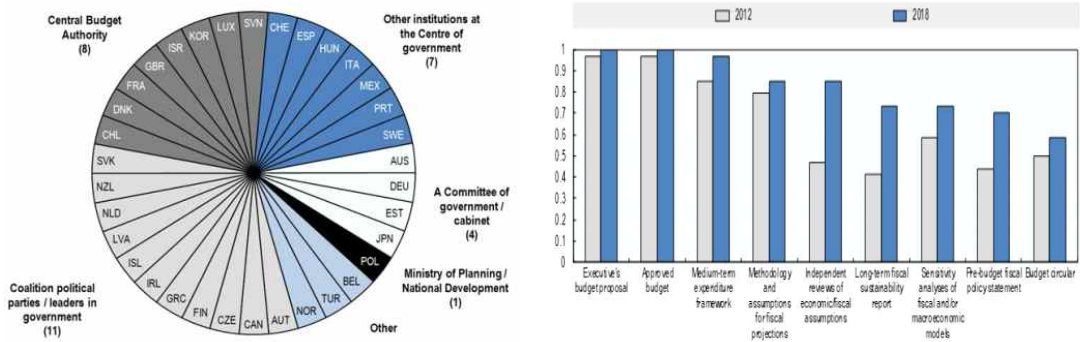 Central Budget
Authority
(8)
Other institutions at
the Centre of
government
(7)
A Committee of
government /
cabinet
(4)
Ministry of Planning /
National Development
(1)
Other
Coalition political
parties / leaders in
government
(11)
SVN
CHE
ESP
HUN
ITA
MEX
PRT
SWE
AUS
DEU
EST
JPN
POL
BEL
TUR
NOR
AUT
CAN
CZE
FIN
GRC
IRL
ISL
LVA
NLD
NZL
SVK
CHL
DNK
FRA
GBR
ISR
KOR
LUX
2012
2018
1
0.9
0.8
0.7
0.6
0.5
0.4
0.3
0.2
0.1
0
Executive's
budget proposal
Approved
budget
Medium-term
expenditure
framework
Methodology and
assumptions
for fiscal
projections
Independent
reviews of
economic/fiscal
assumptions
Long-term fiscal
sustainability
report
Sensitivity
analyses of
fiscal and/or
macroeconomic
models
Pre-budget fiscal
policy statement
Budget circular